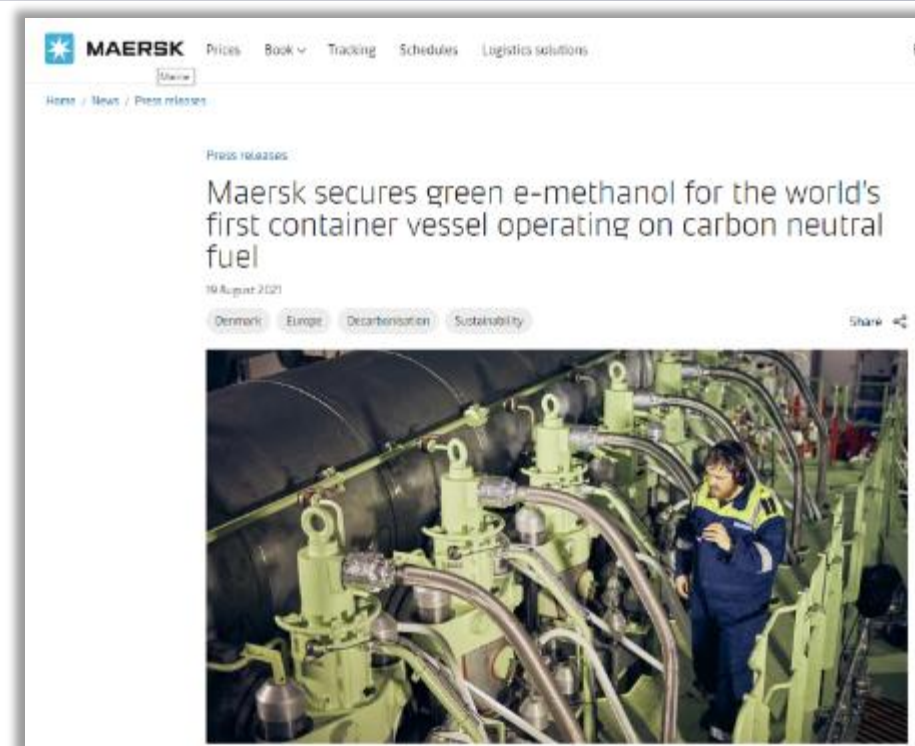 MAERSK Prices Book Tracking Schedules Logistics solutions
Home / News / Press releases
Press releases
Maersk secures green e-methanol for the world's
first container vessel operating on carbon neutral
fuel
19 August 2021
Denmark Europe Decarbonisation Sustainability Share